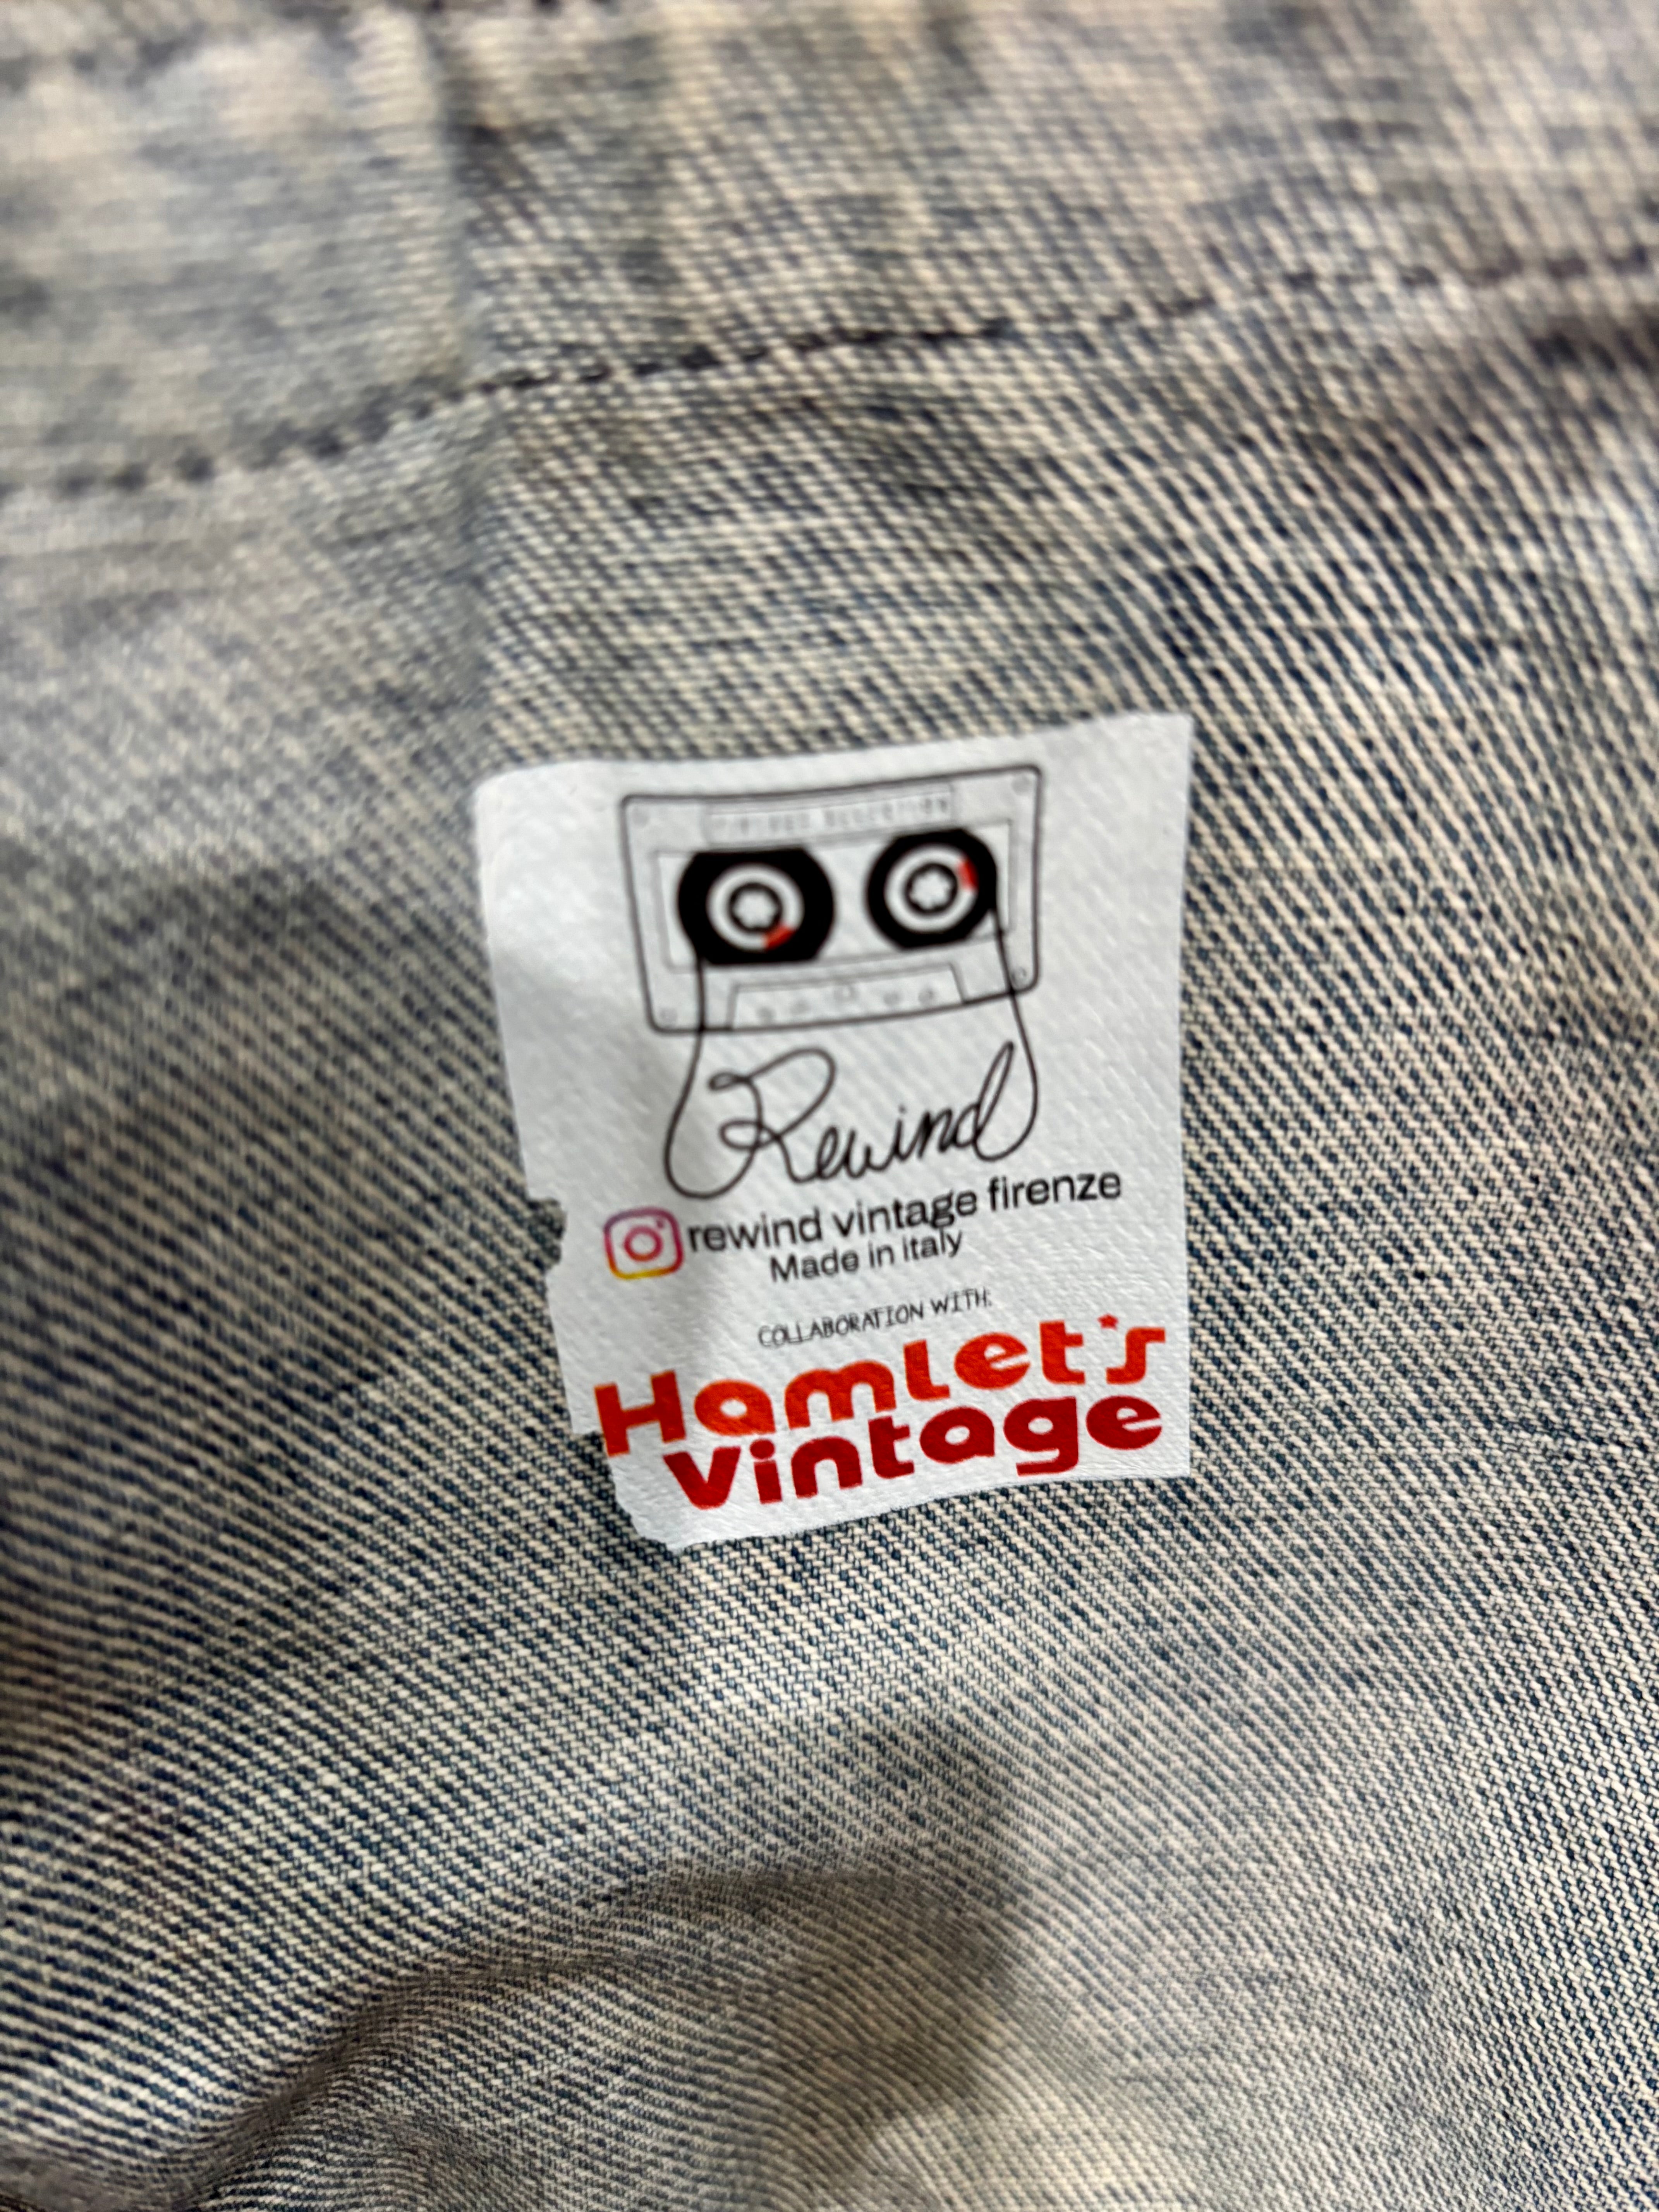 Rewind
rewind vintage firenze
Made in italy
COLLABORATION WITH:
Hamlet's
vintage